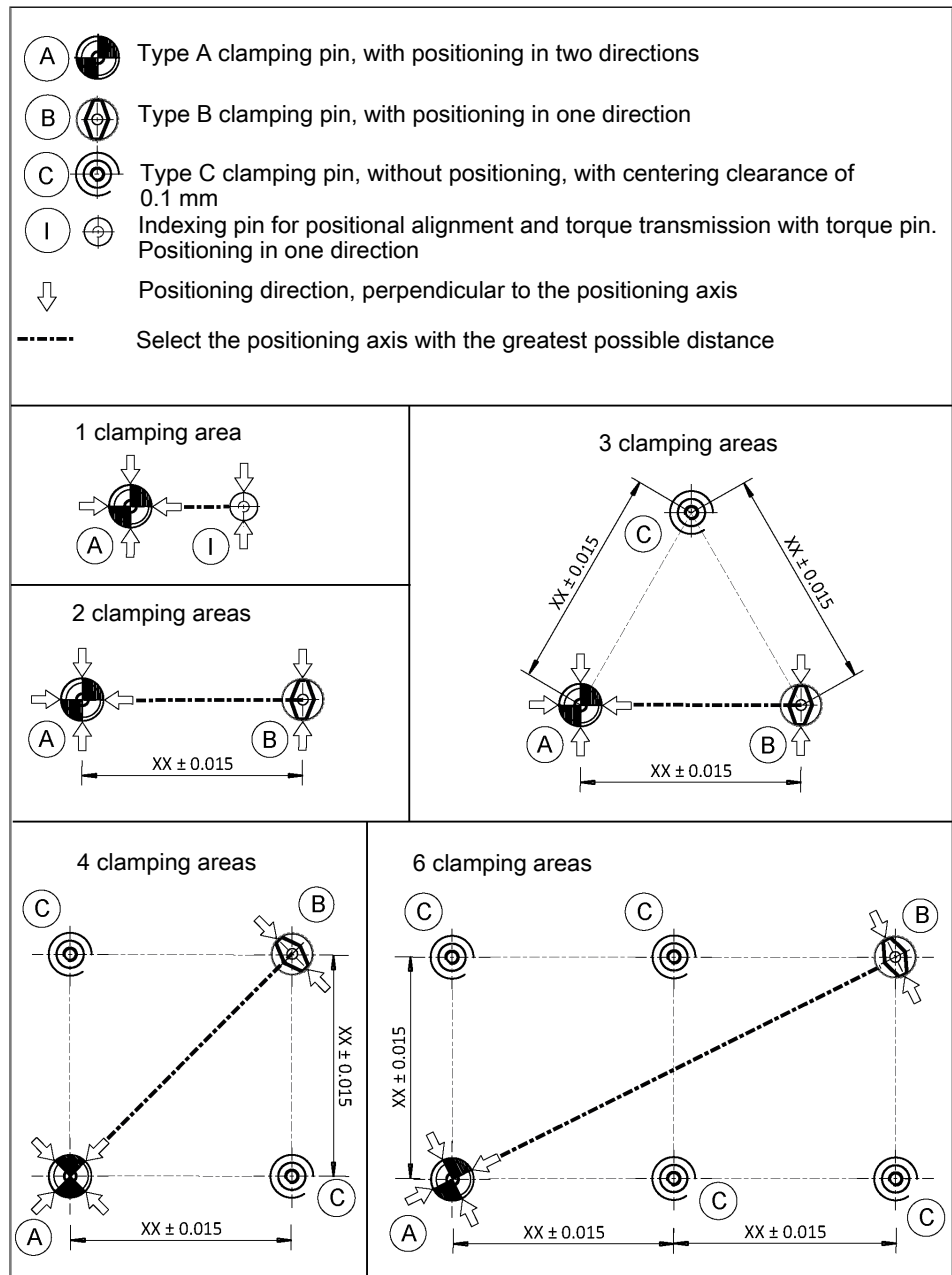 A Type A clamping pin, with positioning in two directions
B Type B clamping pin, with positioning in one direction
C Type C clamping pin, without positioning, with centering clearance of
0.1 mm
I Indexing pin for positional alignment and torque transmission with torque pin.
Positioning in one direction
Positioning direction, perpendicular to the positioning axis
Select the positioning axis with the greatest possible distance
1 clamping area
A I
2 clamping areas
A B
XX ± 0.015
3 clamping areas
C
XX ± 0.015
XX ± 0.015
A B
XX ± 0.015
4 clamping areas
C B
XX ± 0.015
C
A
XX ± 0.015
6 clamping areas
C C B
XX ± 0.015
A C C
XX ± 0.015 XX ± 0.015